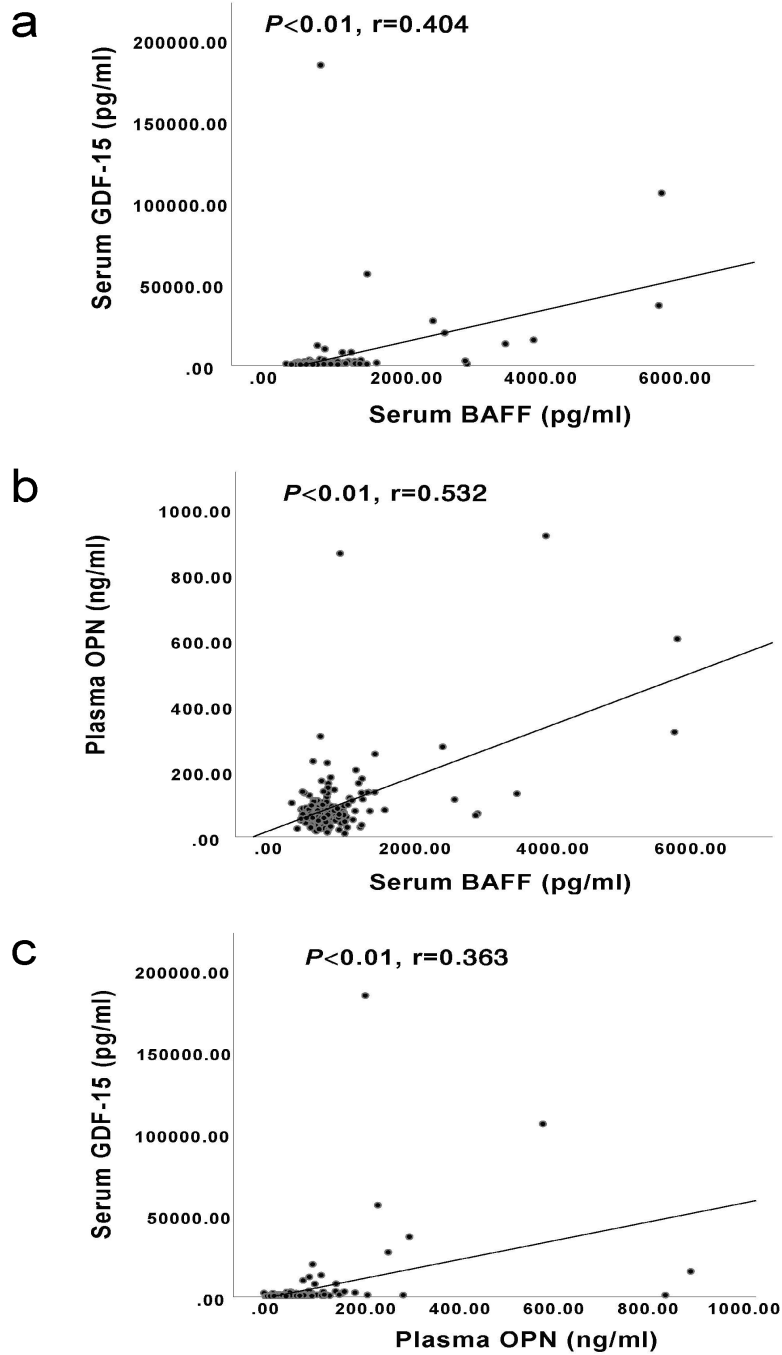 a
P<0.01, r=0.404
Serum GDF-15 (pg/ml)
200000.00
150000.00
100000.00
50000.00
.00
.00 2000.00 4000.00 6000.00
Serum BAFF (pg/ml)
b
P<0.01, r=0.532
Plasma OPN (ng/ml)
1000.00
800.00
600.00
400.00
200.00
.00
.00 2000.00 4000.00 6000.00
Serum BAFF (pg/ml)
c
P<0.01, r=0.363
Serum GDF-15 (pg/ml)
200000.00
150000.00
100000.00
50000.00
.00
.00 200.00 400.00 600.00 800.00 1000.00
Plasma OPN (ng/ml)